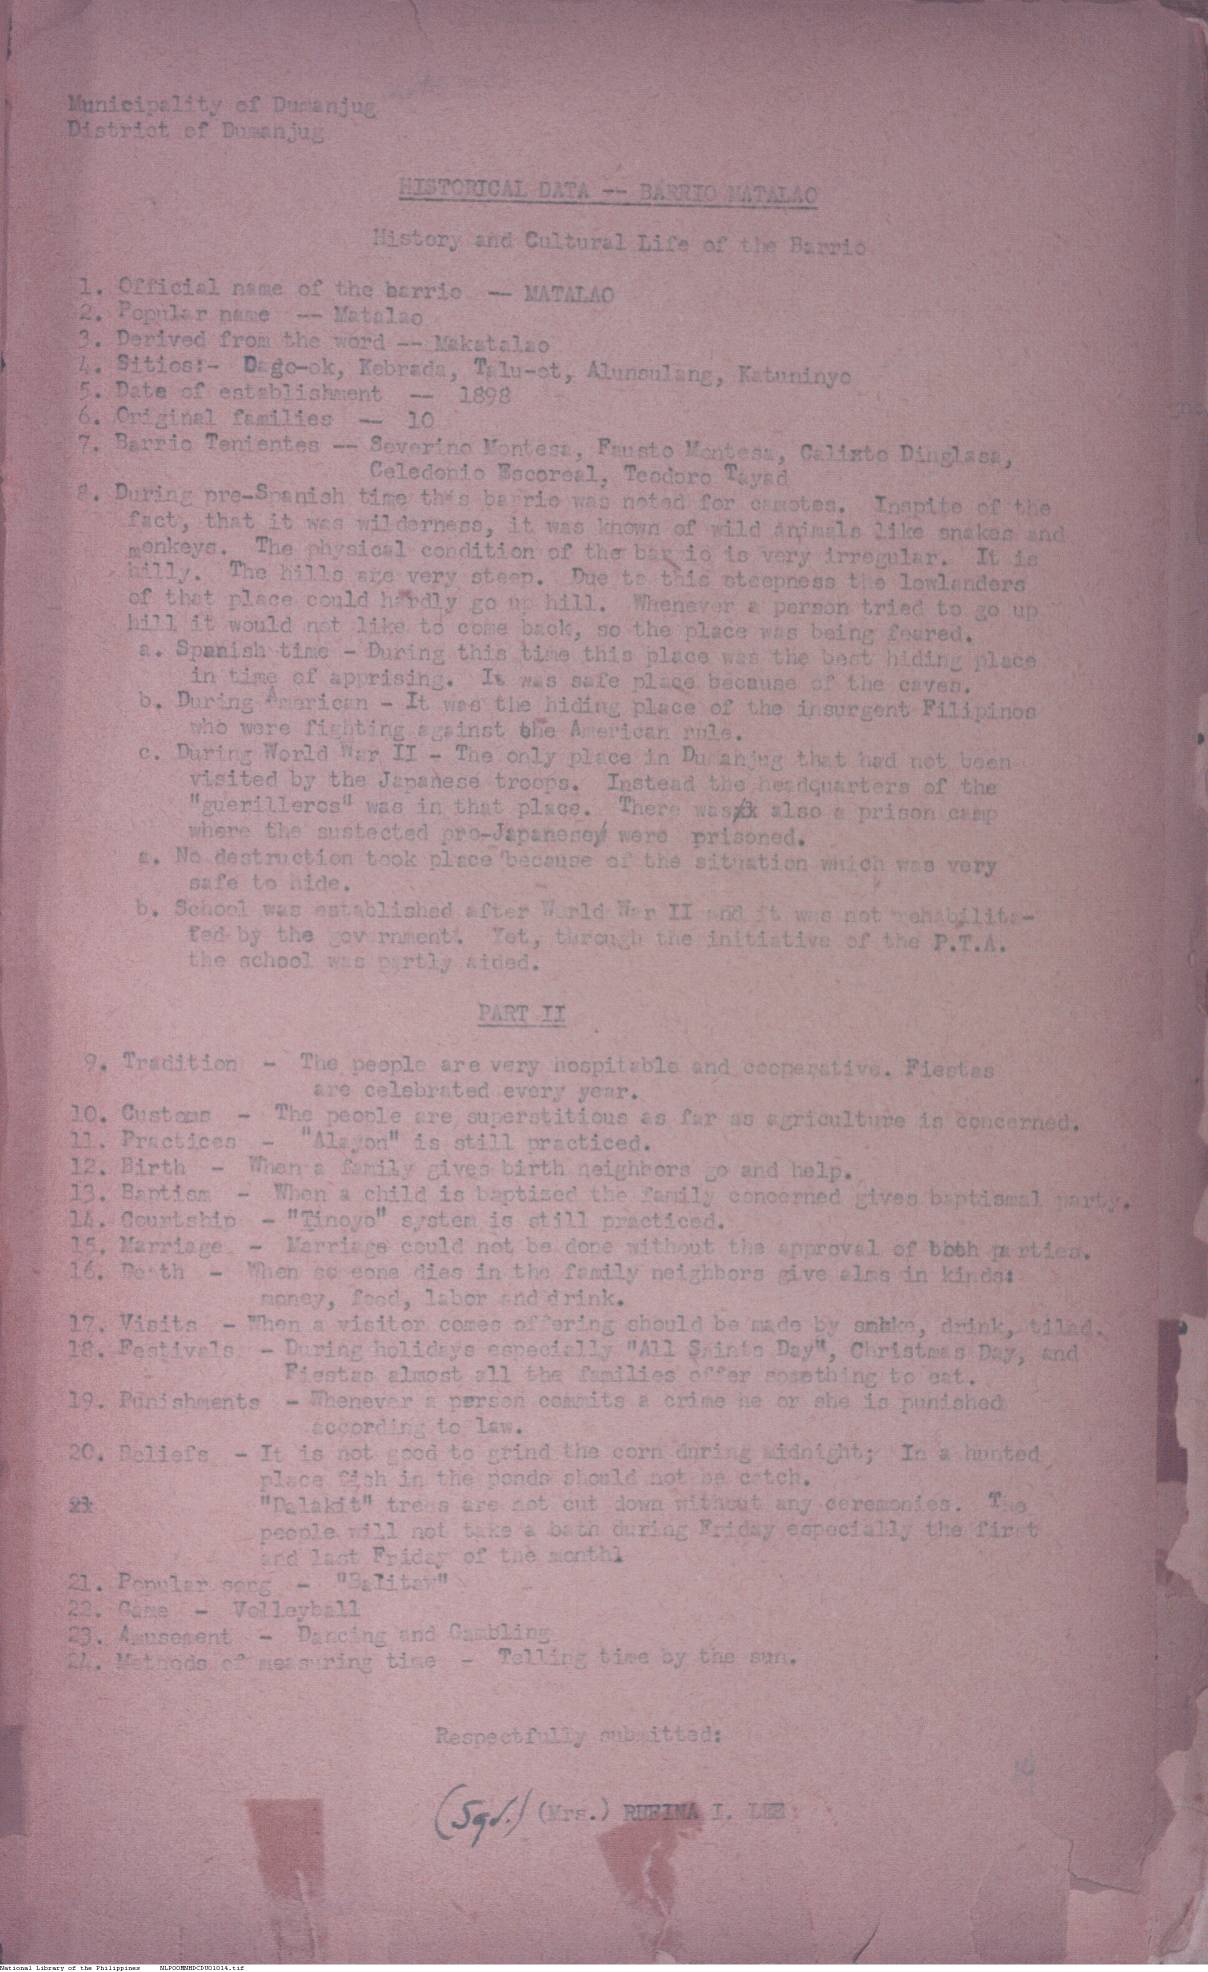 Municipality of Dumanjug
District of Dumanjug
HISTORICAL DATA -- BARRIO MATALAO
History and Cultural Life of the Barrio
1. Official name of the barrio -- MATALAO
2. Popular name -- Matalao
3. Derived from the word -- Makatalao
4. Sitios:- Dago-ok, Kebrada, Talu-ot, Alunsulang, Katuninyo
5. Date of establishment -- 1898
6. Original families -- 10
7. Barrio Tenientes -- Severino Montesa, Fausto Montesa, Calixto Dinglasa,
Celedonio Escoreal, Teodoro Tayad
8. During pre-Spanish time this barrio was noted for camotes. Inspite of the
fact, that it was wilderness, it was known of wild animals like snakes and
monkeys. The physical condition of the barrio is very irregular. It is
hilly. The hills are very steep. Due to this steepness the lowlanders
of that place could hardly go up hill. Whenever a person tried to go up
hill it would not like to come back, so the place was being feared.
a. Spanish time - During this time this place was the best hiding place
in time of apprising. It was safe place because of the caves.
b. During American - It was the hiding place of the insurgent Filipinos
who were fighting against the American rule.
c. During World War II - The only place in Dumanjug that had not been
visited by the Japanese troops. Instead the headquarters of the
"guerilleros" was in that place. There was also a prison camp
where the sustected pro-Japanese were prisoned.
a. No destruction took place because of the situation which was very
safe to hide.
b. School was established after World War II and it was not rehabilita-
ted by the government. Yet, through the initiative of the P.T.A.
the school was partly aided.
PART II
9. Tradition - The people are very hospitable and cooperative. Fiestas
are celebrated every year.
10. Customs - The people are superstitious as far as agriculture is concerned.
11. Practices - "Alayon" is still practiced.
12. Birth - When a family gives birth neighbors go and help.
13. Baptism - When a child is baptized the family concerned gives baptismal party.
14. Courtship - "Tinoyo" system is still practiced.
15. Marriage - Marriage could not be done without the approval of both parties.
16. Death - When someone dies in the family neighbors give alms in kinds:
money, food, labor and drink.
17. Visits - When a visitor comes offering should be made by smoke, drink, tilad.
18. Festivals - During holidays especially "All Saints Day", Christmas Day, and
Fiestas almost all the families offer something to eat.
19. Punishments - Whenever a person commits a crime he or she is punished
according to law.
20. Beliefs - It is not good to grind the corn during midnight; In a hunted
place fish in the ponds should not be catch.
"Dalakit" trees are not cut down without any ceremonies. The
people will not take a bath during Friday especially the first
and last Friday of the month.
21. Popular song - "Balitaw"
22. Game - Volleyball
23. Amusement - Dancing and Gambling
24. Methods of measuring time - Telling time by the sun.
Respectfully submitted:
(Sgd.) (Mrs.) RUFINA I. LEE
National Library of the Philippines NLPOOMNHDCDU01014.tif